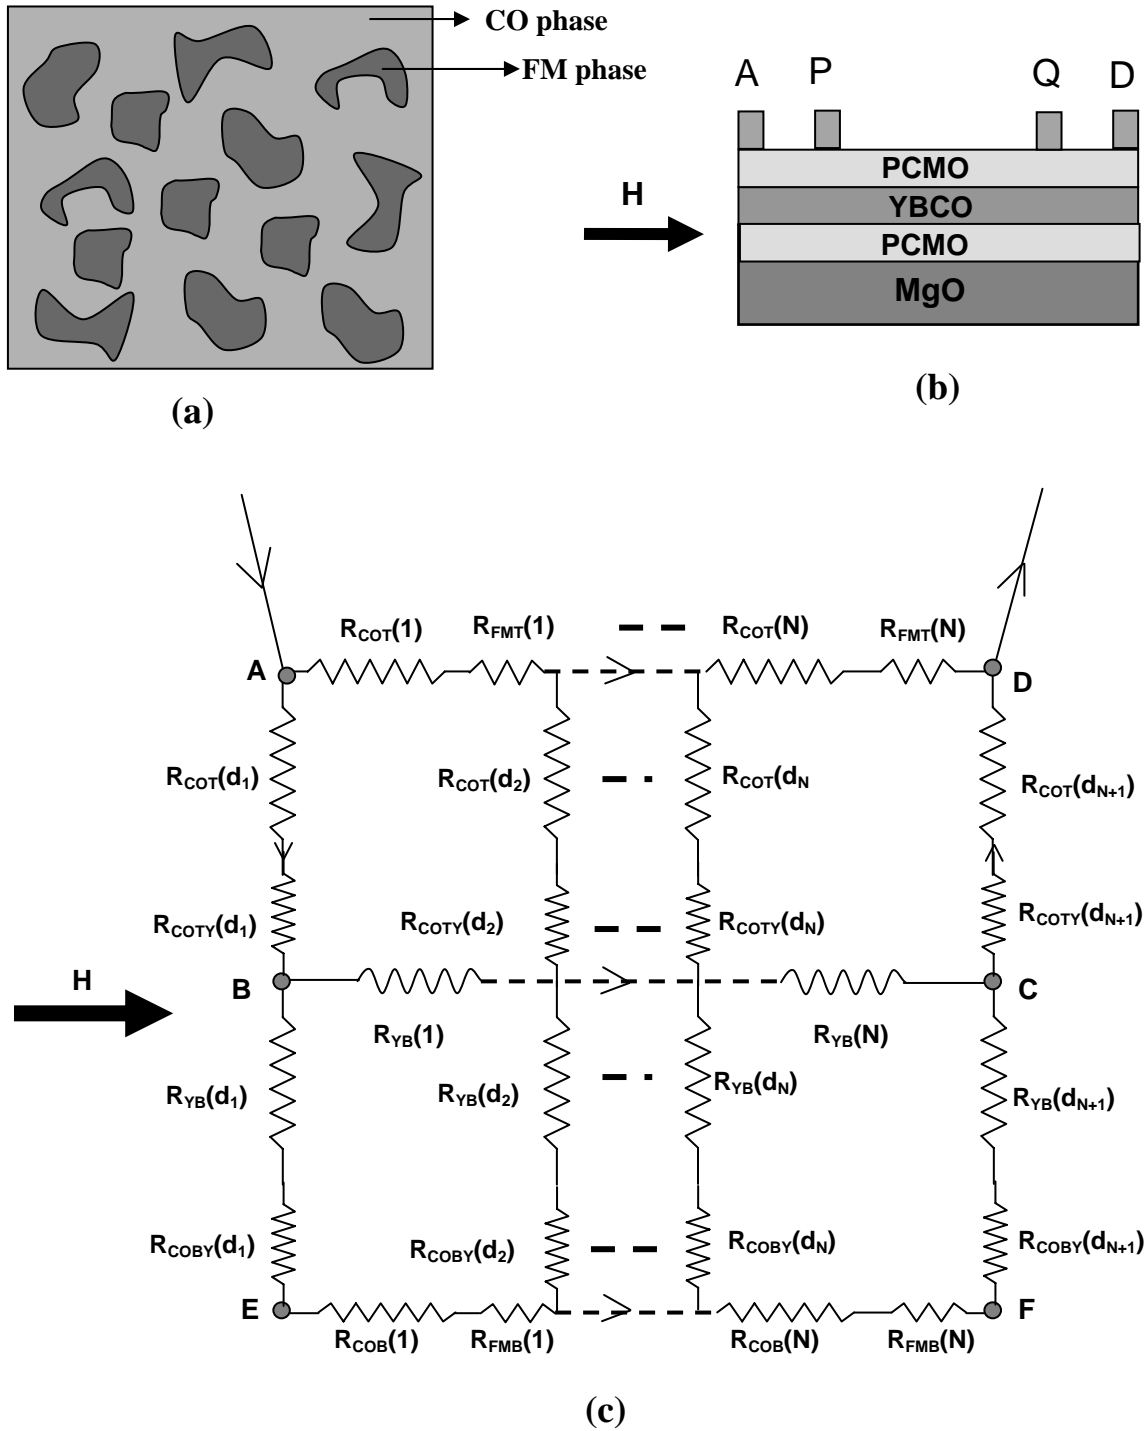 CO phase
FM phase
(a)
A P Q D
PCMO
YBCO
PCMO
MgO
H
(b)
R_COT(1) R_FMT(1) R_COT(N) R_FMT(N)
A D
R_COT(d_1) R_COT(d_2) R_COT(d_N R_COT(d_N+1)
R_COTY(d_1) R_COTY(d_2) R_COTY(d_N) R_COTY(d_N+1)
H
B C
R_YB(1) R_YB(N)
R_YB(d_1) R_YB(d_2) R_YB(d_N) R_YB(d_N+1)
R_COBY(d_1) R_COBY(d_2) R_COBY(d_N) R_COBY(d_N+1)
E F
R_COB(1) R_FMB(1) R_COB(N) R_FMB(N)
(c)